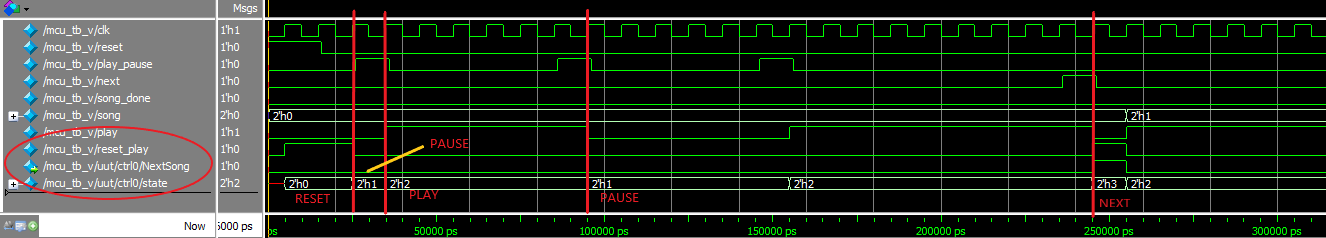 Msgs
/mcu_tb_v/clk 1'h1
/mcu_tb_v/reset 1'h0
/mcu_tb_v/play_pause 1'h0
/mcu_tb_v/next 1'h0
/mcu_tb_v/song_done 1'h0
/mcu_tb_v/song 2'h0 2'h0 2'h1
/mcu_tb_v/play 1'h1
/mcu_tb_v/reset_play 1'h0
PAUSE
/mcu_tb_v/uut/ctrl0/NextSong 1'h0
/mcu_tb_v/uut/ctrl0/state 2'h2 2'h0 2'h1 2'h2 2'h1 2'h2 2'h3 2'h2
RESET PLAY PAUSE NEXT
Now 5000 ps 50000 ps 100000 ps 150000 ps 200000 ps 250000 ps 300000 ps